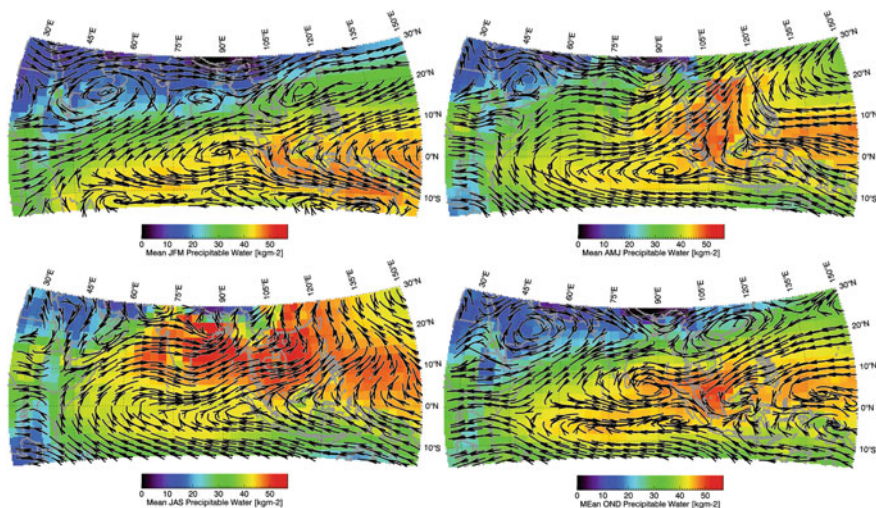 30°E 45°E 60°E 75°E 90°E 105°E 120°E 135°E 150°E
30°N
20°N
10°N
0°N
10°S
0 10 20 30 40 50
Mean JFM Precipitable Water [kgm-2]
30°E 45°E 60°E 75°E 90°E 105°E 120°E 135°E 150°E
30°N
20°N
10°N
0°N
10°S
0 10 20 30 40 50
Mean AMJ Precipitable Water [kgm-2]
30°E 45°E 60°E 75°E 90°E 105°E 120°E 135°E 150°E
30°N
20°N
10°N
0°N
10°S
0 10 20 30 40 50
Mean JAS Precipitable Water [kgm-2]
30°E 45°E 60°E 75°E 90°E 105°E 120°E 135°E 150°E
30°N
20°N
10°N
0°N
10°S
0 10 20 30 40 50
MEan OND Precipitable Water [kgm-2]